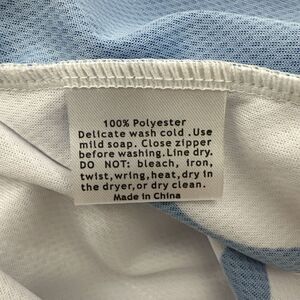 100% Polyester
Delicate wash cold .Use
mild soap. Close zipper
before washing.Line dry.
DO NOT: bleach, iron,
twist,wring,heat,dry in
the dryer,or dry clean.
Made in China